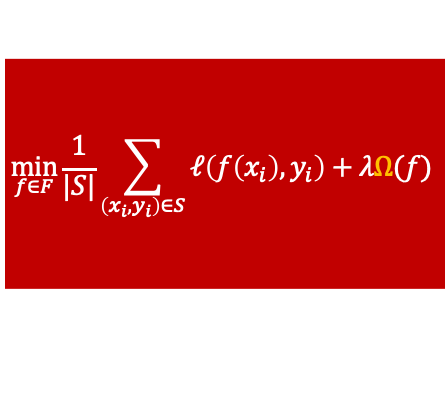 min_{f∈F} 1/|S| ∑_{(x_i,y_i)∈S} ℓ(f(x_i), y_i) + λΩ(f)